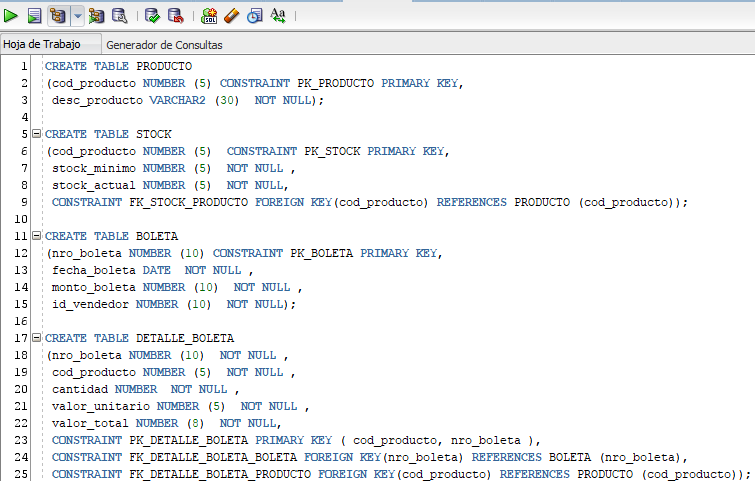 SQL
Aa
Hoja de Trabajo Generador de Consultas
1 CREATE TABLE PRODUCTO
2 (cod_producto NUMBER (5) CONSTRAINT PK_PRODUCTO PRIMARY KEY,
3 desc_producto VARCHAR2 (30)  NOT NULL);
4
5 CREATE TABLE STOCK
6 (cod_producto NUMBER (5)  CONSTRAINT PK_STOCK PRIMARY KEY,
7 stock_minimo NUMBER (5)  NOT NULL ,
8 stock_actual NUMBER (5)  NOT NULL,
9 CONSTRAINT FK_STOCK_PRODUCTO FOREIGN KEY(cod_producto) REFERENCES PRODUCTO (cod_producto));
10
11 CREATE TABLE BOLETA
12 (nro_boleta NUMBER (10) CONSTRAINT PK_BOLETA PRIMARY KEY,
13 fecha_boleta DATE  NOT NULL ,
14 monto_boleta NUMBER (10)  NOT NULL ,
15 id_vendedor NUMBER (10)  NOT NULL);
16
17 CREATE TABLE DETALLE_BOLETA
18 (nro_boleta NUMBER (10)  NOT NULL ,
19 cod_producto NUMBER (5)  NOT NULL ,
20 cantidad NUMBER  NOT NULL ,
21 valor_unitario NUMBER (5)  NOT NULL ,
22 valor_total NUMBER (8)  NOT NULL,
23 CONSTRAINT PK_DETALLE_BOLETA PRIMARY KEY ( cod_producto, nro_boleta ),
24 CONSTRAINT FK_DETALLE_BOLETA_BOLETA FOREIGN KEY(nro_boleta) REFERENCES BOLETA (nro_boleta),
25 CONSTRAINT FK_DETALLE_BOLETA_PRODUCTO FOREIGN KEY(cod_producto) REFERENCES PRODUCTO (cod_producto));